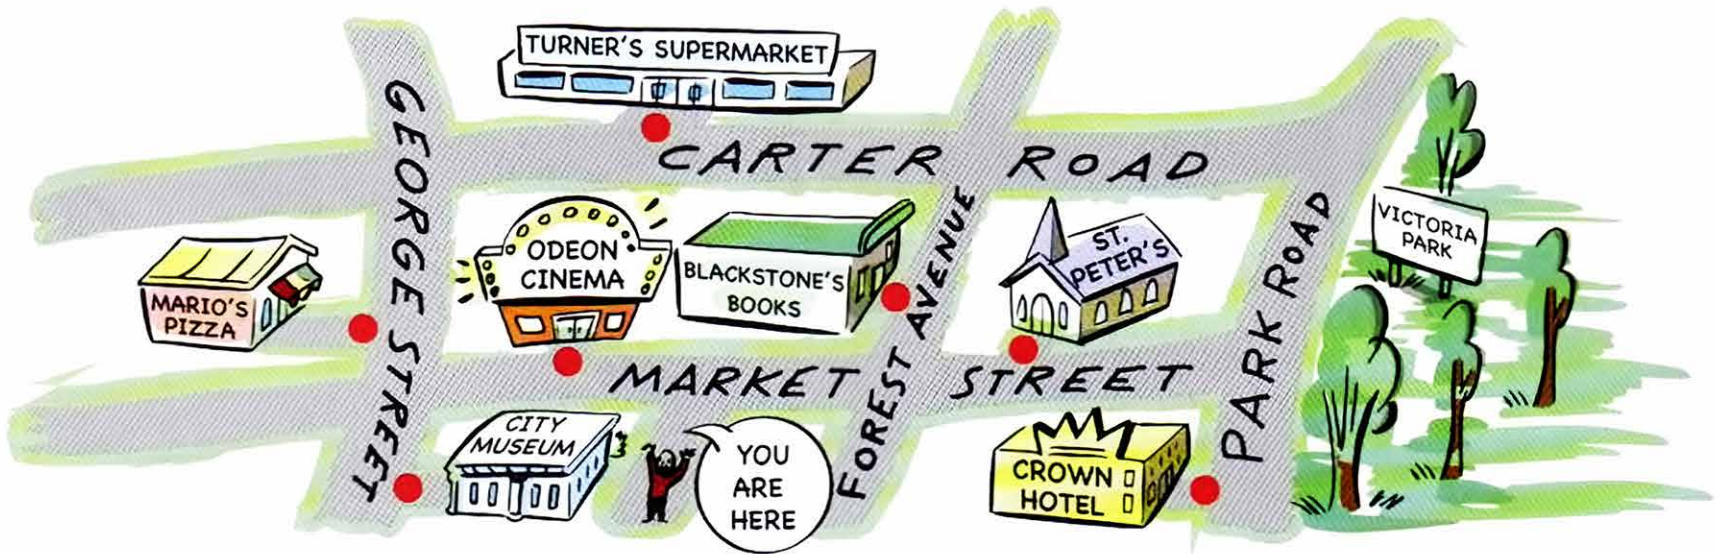 TURNER'S SUPERMARKET
GEORGE STREET
CARTER ROAD
ODEON
CINEMA
BLACKSTONE'S
BOOKS
FOREST AVENUE
ST.
PETER'S
PARK ROAD
VICTORIA
PARK
MARIO'S
PIZZA
MARKET STREET
CITY
MUSEUM
YOU
ARE
HERE
CROWN
HOTEL